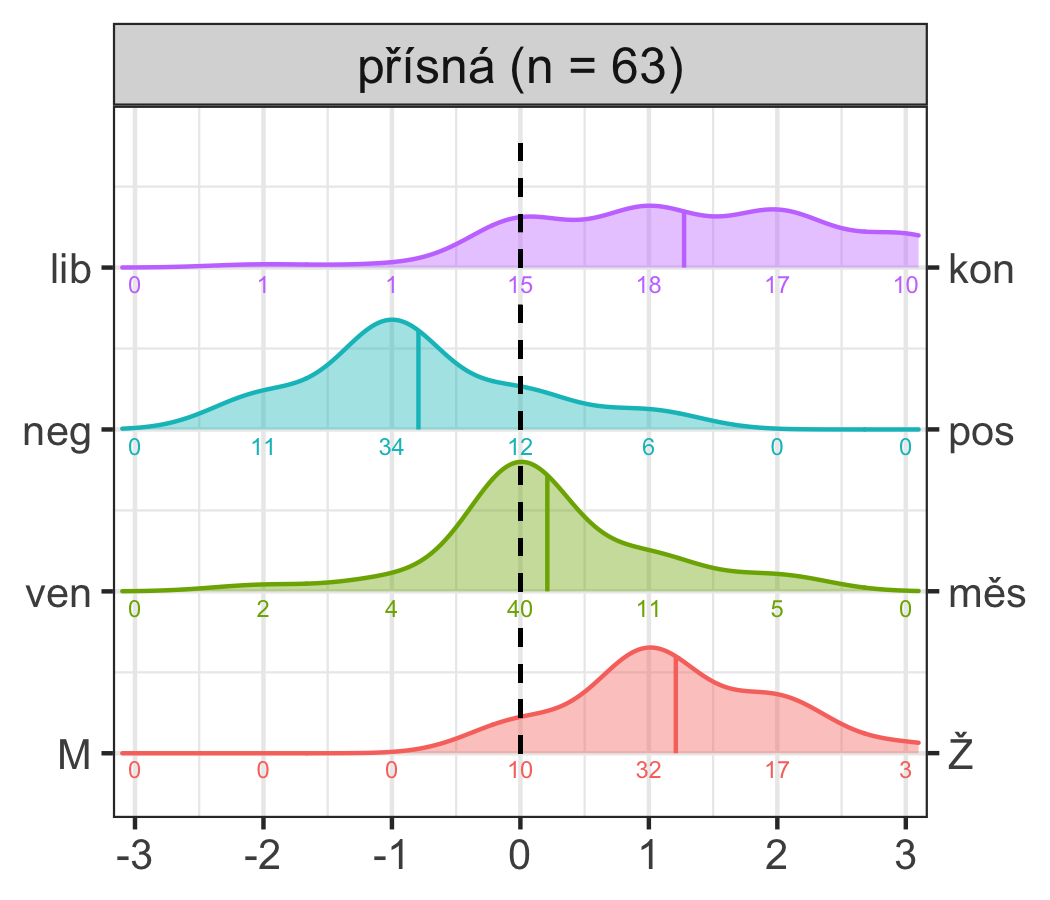 přísná (n = 63)
lib kon
0 1 1 15 18 17 10
neg pos
0 11 34 12 6 0 0
ven měs
0 2 4 40 11 5 0
M Ž
0 0 0 10 32 17 3
-3 -2 -1 0 1 2 3